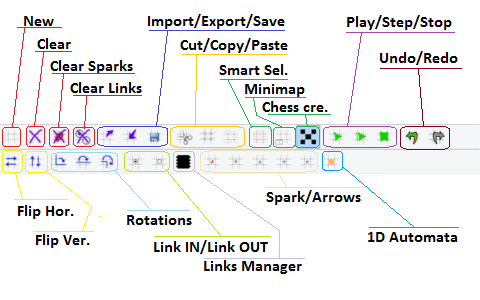 New
Import/Export/Save
Play/Step/Stop
Clear
Cut/Copy/Paste
Undo/Redo
Clear Sparks
Smart Sel.
Clear Links
Minimap
Chess cre.
Flip Hor.
Rotations
Spark/Arrows
Flip Ver.
Link IN/Link OUT
1D Automata
Links Manager